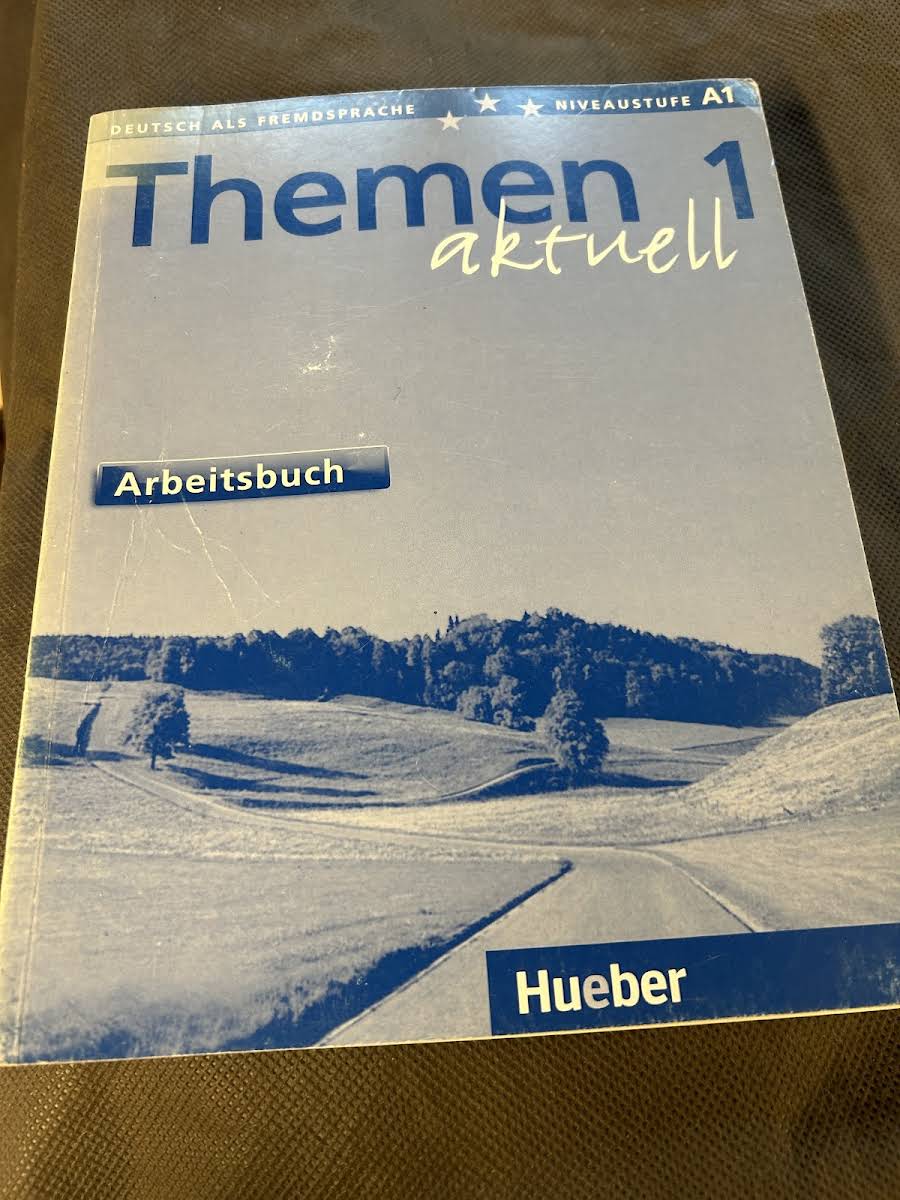 DEUTSCH ALS FREMDSPRACHE
NIVEAUSTUFE A1
Themen 1
aktuell
Arbeitsbuch
Hueber